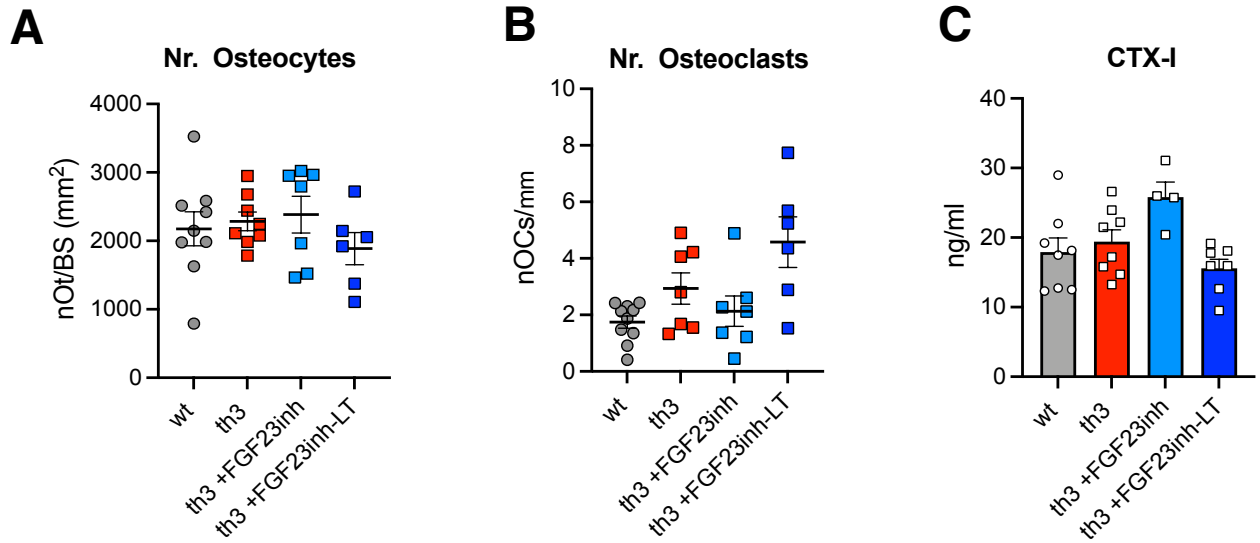 A
Nr. Osteocytes
nOt/BS (mm²)
4000
3000
2000
1000
0
wt
th3
th3 +FGF23inh
th3 +FGF23inh-LT
B
Nr. Osteoclasts
nOCs/mm
10
8
6
4
2
0
wt
th3
th3 +FGF23inh
th3 +FGF23inh-LT
C
CTX-I
ng/ml
40
30
20
10
0
wt
th3
th3 +FGF23inh
th3 +FGF23inh-LT